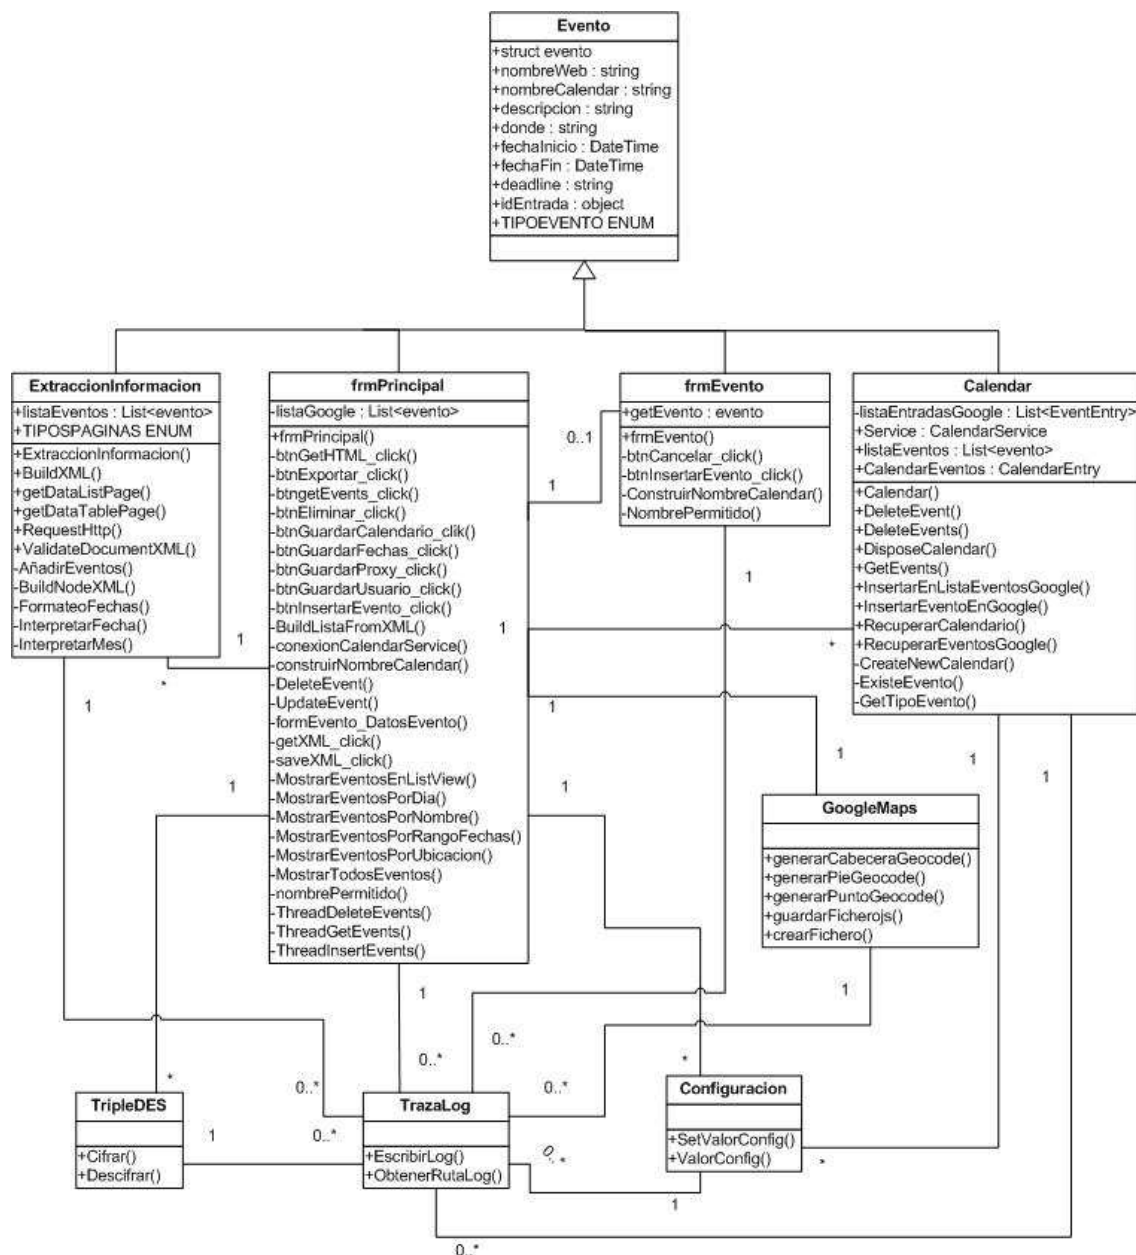 Evento
+struct evento
+nombreWeb : string
+nombreCalendar : string
+descripcion : string
+donde : string
+fechaInicio : DateTime
+fechaFin : DateTime
+deadline : string
+idEntrada : object
+TIPOEVENTO ENUM
ExtraccionInformacion
+listaEventos : List<evento>
+TIPOSPAGINAS ENUM
+ExtraccionInformacion()
+BuildXML()
+getDataListPage()
+getDataTablePage()
+RequestHttp()
+ValidateDocumentXML()
-AñadirEventos()
-BuildNodeXML()
-FormateoFechas()
-InterpretarFecha()
-InterpretarMes()
frmPrincipal
-listaGoogle : List<evento>
+frmPrincipal()
-btnGetHTML_click()
-btnExportar_click()
-btngetEvents_click()
-btnEliminar_click()
-btnGuardarCalendario_clik()
-btnGuardarFechas_click()
-btnGuardarProxy_click()
-btnGuardarUsuario_click()
-btnInsertarEvento_click()
-BuildListaFromXML()
-conexionCalendarService()
-construirNombreCalendar()
-DeleteEvent()
-UpdateEvent()
-formEvento_DatosEvento()
-getXML_click()
-saveXML_click()
-MostrarEventosEnListView()
-MostrarEventosPorDia()
-MostrarEventosPorNombre()
-MostrarEventosPorRangoFechas()
-MostrarEventosPorUbicacion()
-MostrarTodosEventos()
-nombrePermitido()
-ThreadDeleteEvents()
-ThreadGetEvents()
-ThreadInsertEvents()
frmEvento
+getEvento : evento
+frmEvento()
-btnCancelar_click()
-btnInsertarEvento_click()
-ConstruirNombreCalendar()
-NombrePermitido()
Calendar
-listaEntradasGoogle : List<EventEntry>
+Service : CalendarService
+listaEventos : List<evento>
+CalendarEventos : CalendarEntry
+Calendar()
+DeleteEvent()
+DeleteEvents()
+DisposeCalendar()
+GetEvents()
+InsertarEnListaEventosGoogle()
+InsertarEventoEnGoogle()
+RecuperarCalendario()
+RecuperarEventosGoogle()
-CreateNewCalendar()
-ExisteEvento()
-GetTipoEvento()
0..1
1
1
1
1
*
*
1
1
1
1
1
1
1
GoogleMaps
+generarCabeceraGeocode()
+generarPieGeocode()
+generarPuntoGeocode()
+guardarFicherojs()
+crearFichero()
1
1
0..*
0..*
0..*
0..*
*
*
TripleDES
+Cifrar()
+Descifrar()
1
0..*
TrazaLog
+EscribirLog()
+ObtenerRutaLog()
0..*
1
Configuracion
+SetValorConfig()
+ValorConfig()
*
0..*